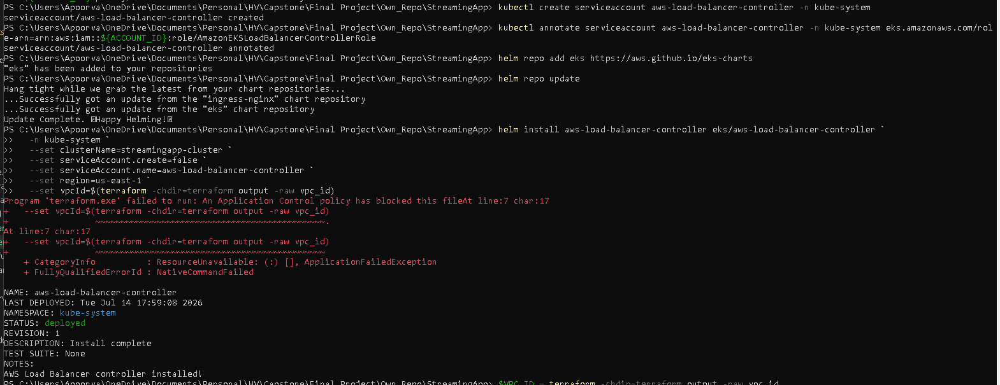 PS C:\Users\Apoorva\OneDrive\Documents\Personal\HV\Capstone\Final Project\Own_Repo\StreamingApp> kubectl create serviceaccount aws-load-balancer-controller -n kube-system
serviceaccount/aws-load-balancer-controller created
PS C:\Users\Apoorva\OneDrive\Documents\Personal\HV\Capstone\Final Project\Own_Repo\StreamingApp> kubectl annotate serviceaccount aws-load-balancer-controller -n kube-system eks.amazonaws.com/rol
e-arn=arn:aws:iam::${ACCOUNT_ID}:role/AmazonEKSLoadBalancerControllerRole
serviceaccount/aws-load-balancer-controller annotated
PS C:\Users\Apoorva\OneDrive\Documents\Personal\HV\Capstone\Final Project\Own_Repo\StreamingApp> helm repo add eks https://aws.github.io/eks-charts
"eks" has been added to your repositories
PS C:\Users\Apoorva\OneDrive\Documents\Personal\HV\Capstone\Final Project\Own_Repo\StreamingApp> helm repo update
Hang tight while we grab the latest from your chart repositories...
...Successfully got an update from the "ingress-nginx" chart repository
...Successfully got an update from the "eks" chart repository
Update Complete. ⎈Happy Helming!⎈
PS C:\Users\Apoorva\OneDrive\Documents\Personal\HV\Capstone\Final Project\Own_Repo\StreamingApp> helm install aws-load-balancer-controller eks/aws-load-balancer-controller `
>>   -n kube-system `
>>   --set clusterName=streamingapp-cluster `
>>   --set serviceAccount.create=false `
>>   --set serviceAccount.name=aws-load-balancer-controller `
>>   --set region=us-east-1 `
>>   --set vpcId=$(terraform -chdir=terraform output -raw vpc_id)
Program 'terraform.exe' failed to run: An Application Control policy has blocked this fileAt line:7 char:17
+   --set vpcId=$(terraform -chdir=terraform output -raw vpc_id)
+                 ~~~~~~~~~~~~~~~~~~~~~~~~~~~~~~~~~~~~~~~~~~~~~.
At line:7 char:17
+   --set vpcId=$(terraform -chdir=terraform output -raw vpc_id)
+                 ~~~~~~~~~~~~~~~~~~~~~~~~~~~~~~~~~~~~~~~~~~~~~
    + CategoryInfo          : ResourceUnavailable: (:) [], ApplicationFailedException
    + FullyQualifiedErrorId : NativeCommandFailed

NAME: aws-load-balancer-controller
LAST DEPLOYED: Tue Jul 14 17:59:08 2026
NAMESPACE: kube-system
STATUS: deployed
REVISION: 1
DESCRIPTION: Install complete
TEST SUITE: None
NOTES:
AWS Load Balancer controller installed!
PS C:\Users\Apoorva\OneDrive\Documents\Personal\HV\Capstone\Final Project\Own_Repo\StreamingApp> $VPC_ID = terraform -chdir=terraform output -raw vpc_id